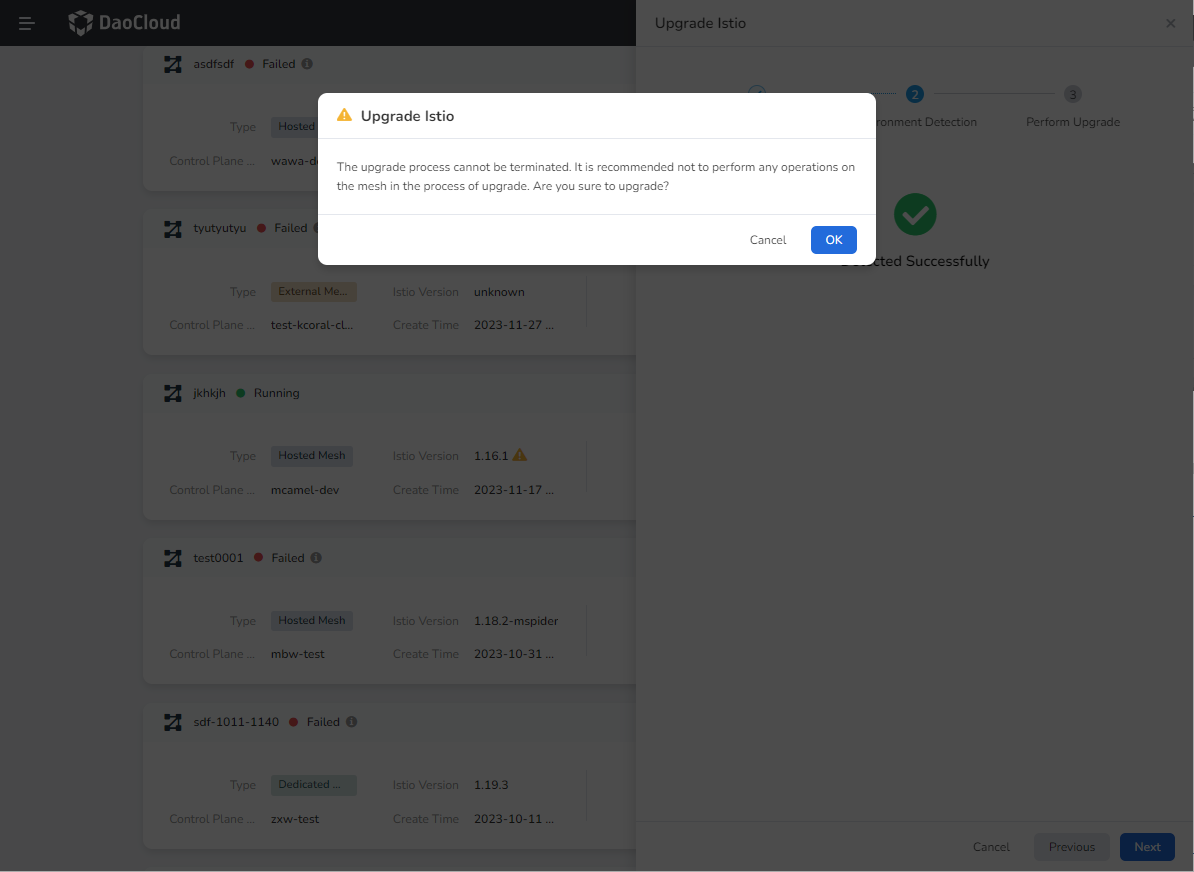 DaoCloud
Upgrade Istio
asdfsdf Failed
Type Hosted
Control Plane ... wawa-d
2 3
ronment Detection Perform Upgrade
Upgrade Istio
The upgrade process cannot be terminated. It is recommended not to perform any operations on
the mesh in the process of upgrade. Are you sure to upgrade?
Cancel OK
cted Successfully
tyutyutyu Failed
Type External Me... Istio Version unknown
Control Plane ... test-kcoral-cl... Create Time 2023-11-27 ...
jkhkjh Running
Type Hosted Mesh Istio Version 1.16.1
Control Plane ... mcamel-dev Create Time 2023-11-17 ...
test0001 Failed
Type Hosted Mesh Istio Version 1.18.2-mspider
Control Plane ... mbw-test Create Time 2023-10-31 ...
sdf-1011-1140 Failed
Type Dedicated ... Istio Version 1.19.3
Control Plane ... zxw-test Create Time 2023-10-11 ...
Cancel Previous Next